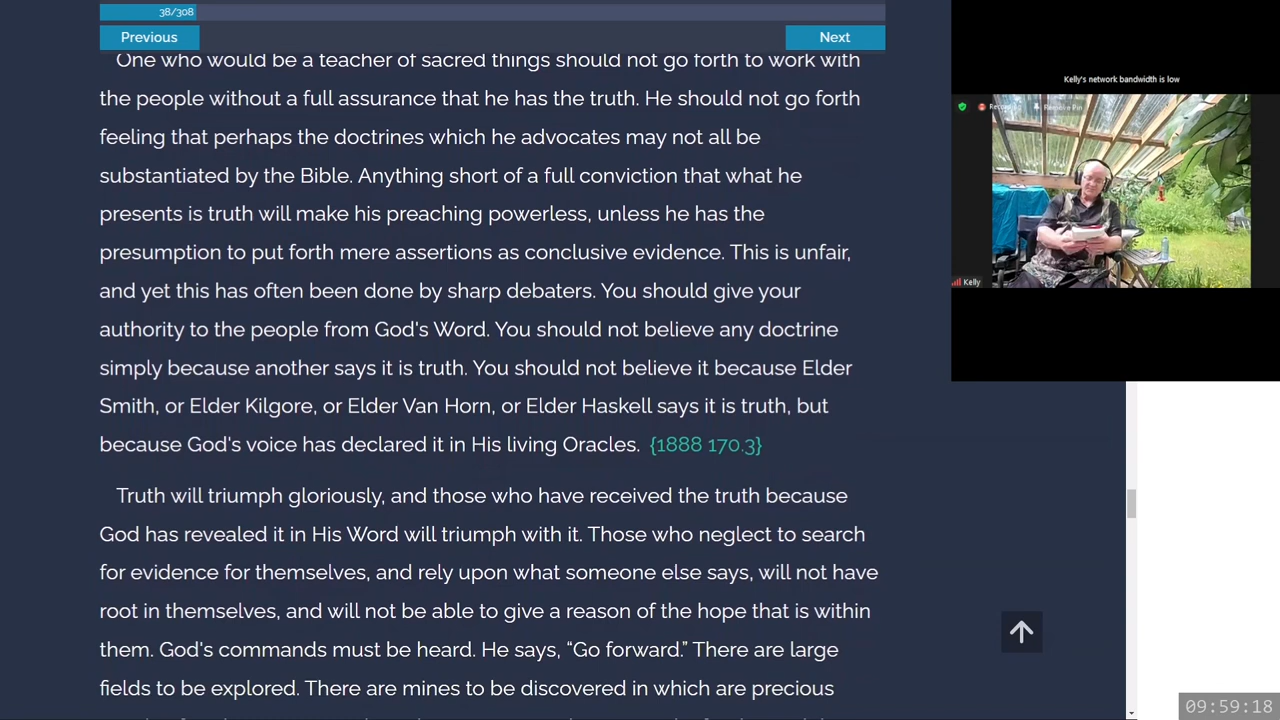 38/308
Previous
Next
One who would be a teacher of sacred things should not go forth to work with
the people without a full assurance that he has the truth. He should not go forth
feeling that perhaps the doctrines which he advocates may not all be
substantiated by the Bible. Anything short of a full conviction that what he
presents is truth will make his preaching powerless, unless he has the
presumption to put forth mere assertions as conclusive evidence. This is unfair,
and yet this has often been done by sharp debaters. You should give your
authority to the people from God's Word. You should not believe any doctrine
simply because another says it is truth. You should not believe it because Elder
Smith, or Elder Kilgore, or Elder Van Horn, or Elder Haskell says it is truth, but
because God's voice has declared it in His living Oracles. {1888 170.3}
Truth will triumph gloriously, and those who have received the truth because
God has revealed it in His Word will triumph with it. Those who neglect to search
for evidence for themselves, and rely upon what someone else says, will not have
root in themselves, and will not be able to give a reason of the hope that is within
them. God's commands must be heard. He says, “Go forward.” There are large
fields to be explored. There are mines to be discovered in which are precious
Kelly's network bandwidth is low
Remove Pin
Kelly
09:59:18